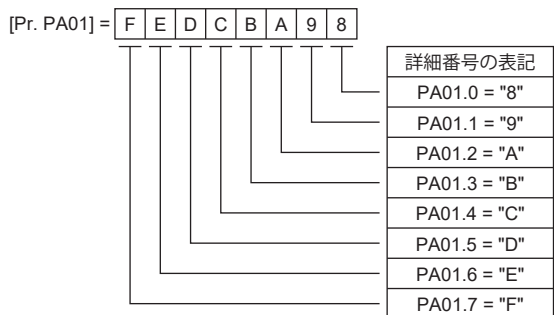 [Pr. PA01] = F E D C B A 9 8
詳細番号の表記
PA01.0 = "8"
PA01.1 = "9"
PA01.2 = "A"
PA01.3 = "B"
PA01.4 = "C"
PA01.5 = "D"
PA01.6 = "E"
PA01.7 = "F"